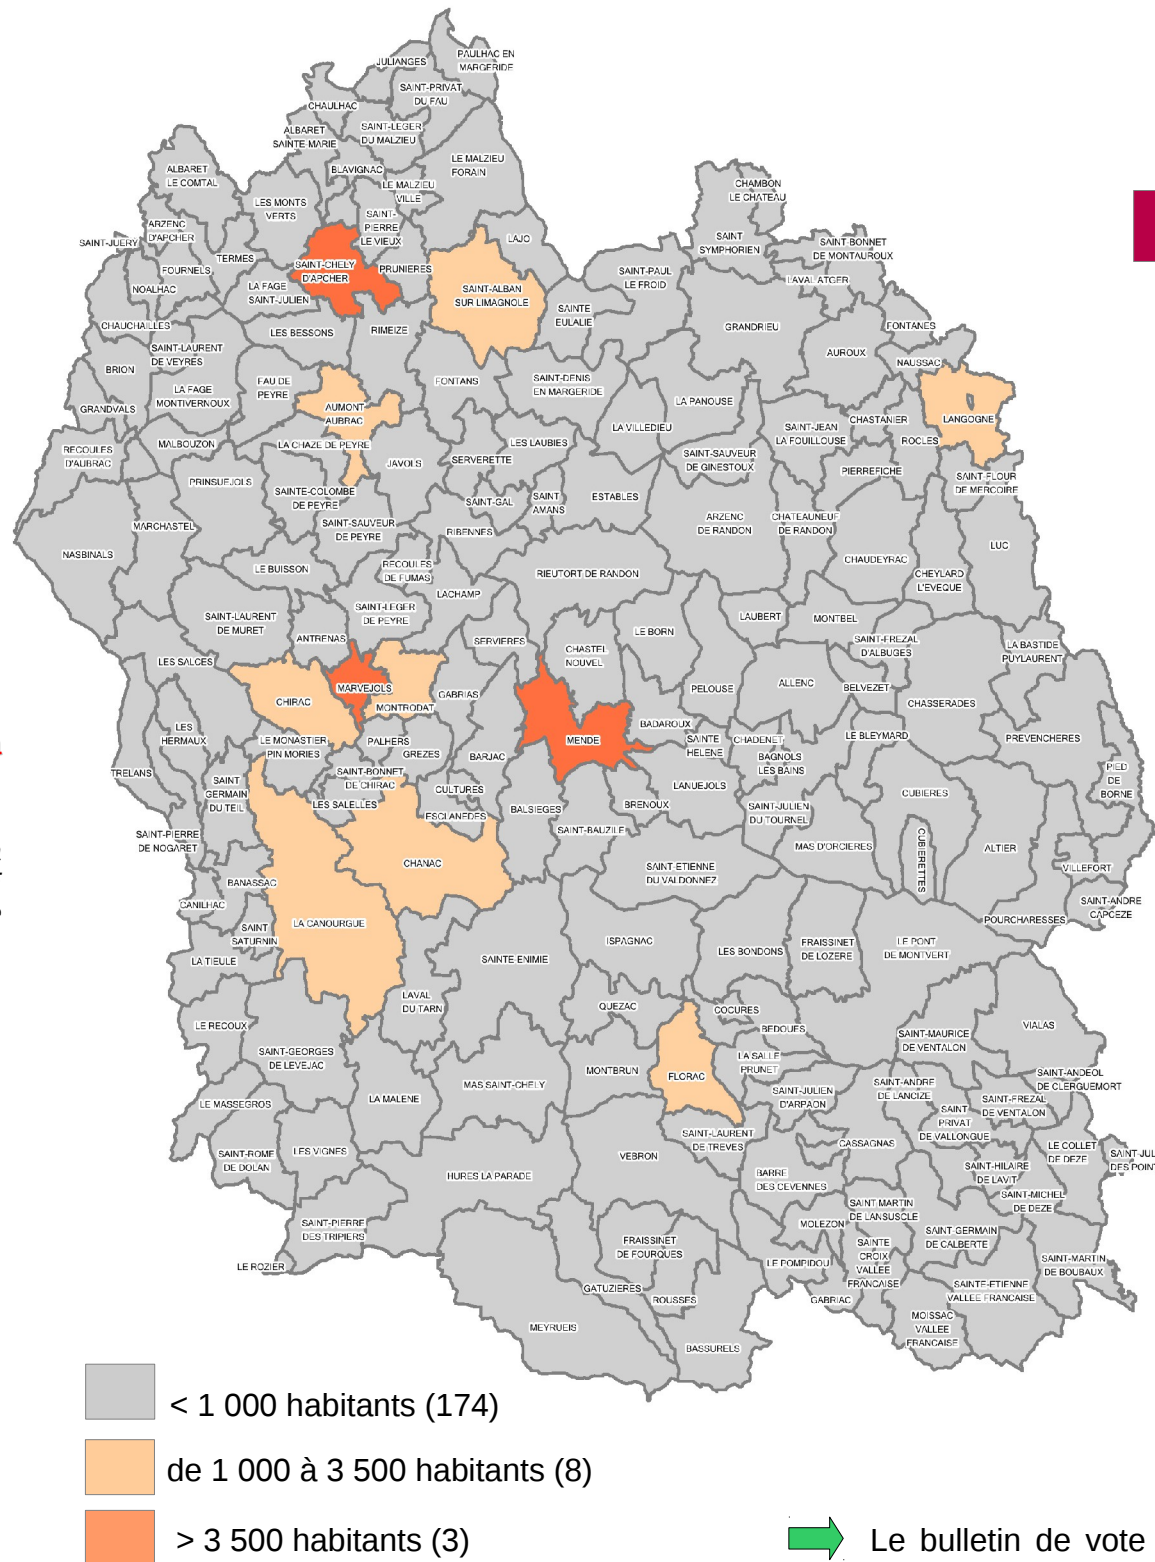 PAULHAC EN
MARGERIDE
JULIANGES
SAINT-PRIVAT
DU FAU
CHAULHAC
SAINT-LEGER
DU MALZIEU
ALBARET
SAINTE-MARIE
LE MALZIEU
FORAIN
BLAVIGNAC
ALBARET
LE COMTAL
LE MALZIEU
VILLE
CHAMBON
LE CHATEAU
LES MONTS
VERTS
SAINT-
PIERRE
LE VIEUX
ARZENC
D'APCHER
SAINT-JUERY
LAJO
SAINT
SYMPHORIEN
SAINT-BONNET
DE MONTAUROUX
TERMES
FOURNELS
SAINT-CHELY
D'APCHER
PRUNIERES
SAINT-PAUL
LE FROID
LAVAL ATGER
NOALHAC
LA FAGE
SAINT-JULIEN
SAINT-ALBAN
SUR LIMAGNOLE
SAINTE
EULALIE
CHAUCHAILLES
LES BESSONS
RIMEIZE
GRANDRIEU
FONTANES
SAINT-LAURENT
DE VEYRES
AUROUX
NAUSSAC
BRION
LA FAGE
MONTIVERNOUX
FAU DE
PEYRE
FONTANS
SAINT-DENIS
EN MARGERIDE
LA PANOUSE
GRANDVALS
AUMONT
AUBRAC
LANGOGNE
CHASTANIER
LA VILLEDIEU
SAINT-JEAN
LA FOUILLOUSE
ROCLES
RECOULES
D'AUBRAC
MALBOUZON
LA CHAZE DE PEYRE
LES LAUBIES
JAVOLS
SERVERETTE
SAINT-SAUVEUR
DE GINESTOUX
PIERREFICHE
SAINT-FLOUR
DE MERCOIRE
PRINSUEJOLS
SAINTE-COLOMBE
DE PEYRE
SAINT-GAL
SAINT
AMANS
ESTABLES
MARCHASTEL
SAINT-SAUVEUR
DE PEYRE
RIBENNES
ARZENC
DE RANDON
CHATEAUNEUF
DE RANDON
LUC
NASBINALS
LE BUISSON
RECOULES
DE FUMAS
RIEUTORT DE RANDON
CHAUDEYRAC
CHEYLARD
L'EVEQUE
LACHAMP
SAINT-LAURENT
DE MURET
SAINT-LEGER
DE PEYRE
LAUBERT
MONTBEL
ANTRENAS
SERVIERES
LE BORN
SAINT-FREZAL
D'ALBUGES
LA BASTIDE
PUYLAURENT
CHASTEL
NOUVEL
LES SALCES
MARVEJOLS
GABRIAS
PELOUSE
ALLENC
BELVEZET
CHASSERADES
CHIRAC
MONTRODAT
LES
HERMAUX
LE MONASTIER
PIN MORIES
PALHERS
GREZES
BARJAC
MENDE
BADAROUX
SAINTE
HELENE
CHADENET
BAGNOLS
LES BAINS
LE BLEYMARD
PREVENCHERES
TRELANS
SAINT
GERMAIN
DU TEIL
SAINT-BONNET
DE CHIRAC
PIED
DE
BORNE
CULTURES
LANUEJOLS
CUBIERES
LES SALELLES
ESCLANEDES
BALSIEGES
BRENOUX
SAINT-JULIEN
DU TOURNEL
SAINT-PIERRE
DE NOGARET
SAINT-BAUZILE
MAS D'ORCIERES
CUBIERETTES
ALTIER
CHANAC
SAINT-ETIENNE
DU VALDONNEZ
VILLEFORT
BANASSAC
CANILHAC
SAINT-ANDRE
CAPCEZE
LA CANOURGUE
POURCHARESSES
SAINT
SATURNIN
LA TIEULE
SAINTE-ENIMIE
ISPAGNAC
LES BONDONS
FRAISSINET
DE LOZERE
LE PONT
DE MONTVERT
LAVAL
DU TARN
QUEZAC
COCURES
LE RECOUX
BEDOUES
SAINT-MAURICE
DE VENTALON
VIALAS
SAINT-GEORGES
DE LEVEJAC
LA SALLE
PRUNET
MONTBRUN
FLORAC
MAS SAINT-CHELY
SAINT-ANDEOL
DE CLERGUEMORT
LE MASSEGROS
LA MALENE
SAINT-JULIEN
D'ARPAON
SAINT-ANDRE
DE LANCIZE
SAINT-FREZAL
DE VENTALON
SAINT
PRIVAT
DE VALLONGUE
SAINT-LAURENT
DE TREVES
CASSAGNAS
LE COLLET
DE DEZE
SAINT-ROME
DE DOLAN
LES VIGNES
VEBRON
SAINT-JUL
DES POINT
HURES LA PARADE
BARRE
DES CEVENNES
SAINT-HILAIRE
DE LAVIT
SAINT-MICHEL
DE DEZE
SAINT-MARTIN
DE LANSUSCLE
SAINT-PIERRE
DES TRIPIERS
MOLEZON
SAINT-GERMAIN
DE CALBERTE
FRAISSINET
DE FOURQUES
SAINTE
CROIX
VALLEE
FRANCAISE
LE ROZIER
LE POMPIDOU
SAINT-MARTIN
DE BOUBAUX
GATUZIERES
ROUSSES
GABRIAC
SAINTE-ETIENNE
VALLEE FRANCAISE
MEYRUEIS
MOISSAC
VALLEE
FRANCAISE
BASSURELS
< 1 000 habitants (174)
de 1 000 à 3 500 habitants (8)
> 3 500 habitants (3)
Le bulletin de vote